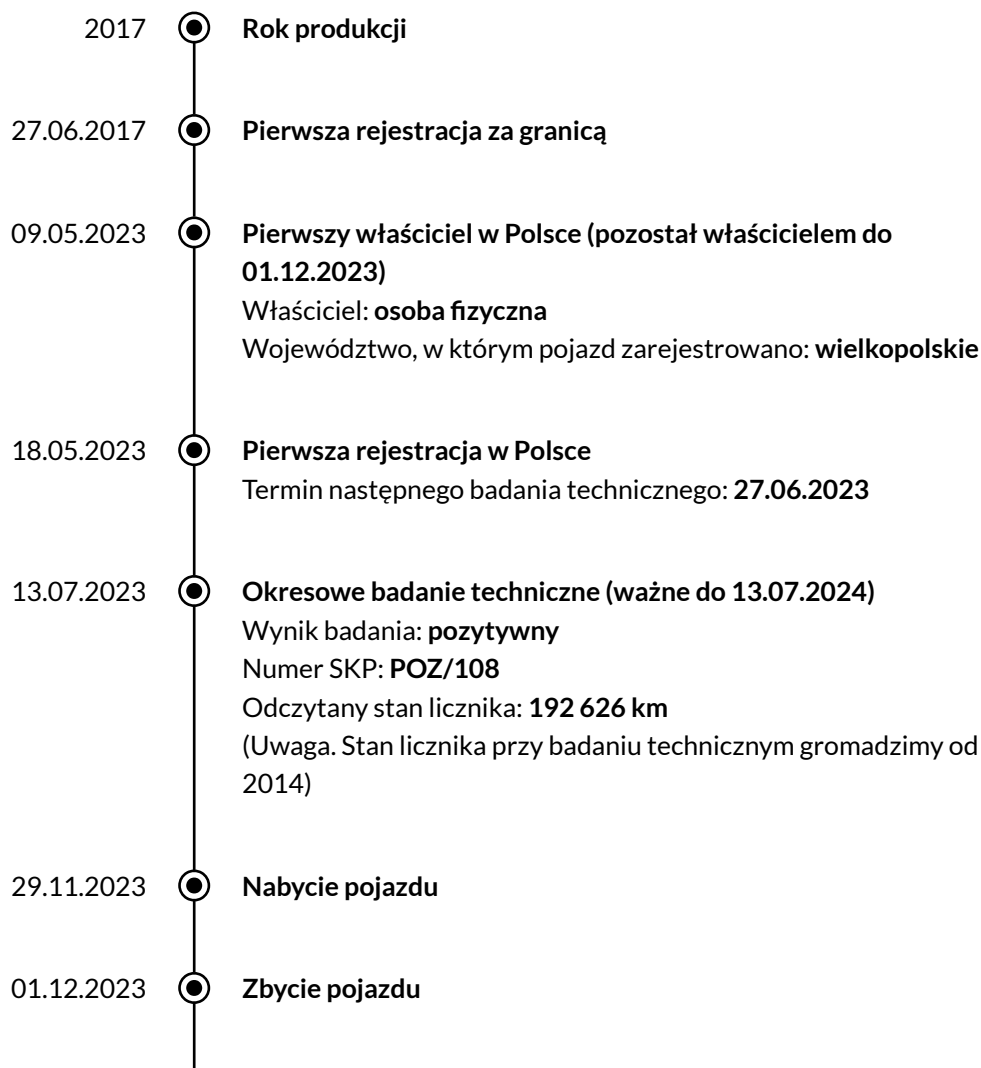 2017 Rok produkcji
27.06.2017 Pierwsza rejestracja za granicą
09.05.2023 Pierwszy właściciel w Polsce (pozostał właścicielem do
01.12.2023)
Właściciel: osoba fizyczna
Województwo, w którym pojazd zarejestrowano: wielkopolskie
18.05.2023 Pierwsza rejestracja w Polsce
Termin następnego badania technicznego: 27.06.2023
13.07.2023 Okresowe badanie techniczne (ważne do 13.07.2024)
Wynik badania: pozytywny
Numer SKP: POZ/108
Odczytany stan licznika: 192 626 km
(Uwaga. Stan licznika przy badaniu technicznym gromadzimy od
2014)
29.11.2023 Nabycie pojazdu
01.12.2023 Zbycie pojazdu